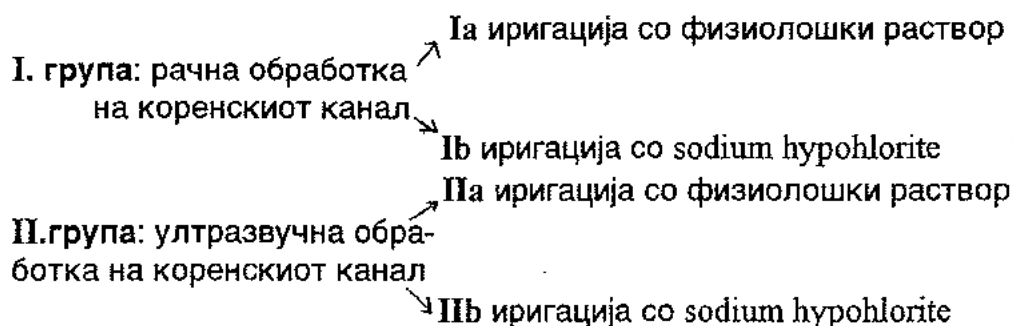 Ia иригација со физиолошки раствор
I. група: рачна обработка
на коренскиот канал
Ib иригација со sodium hypohlorite
IIa иригација со физиолошки раствор
II.група: ултразвучна обра-
ботка на коренскиот канал
IIb иригација со sodium hypohlorite